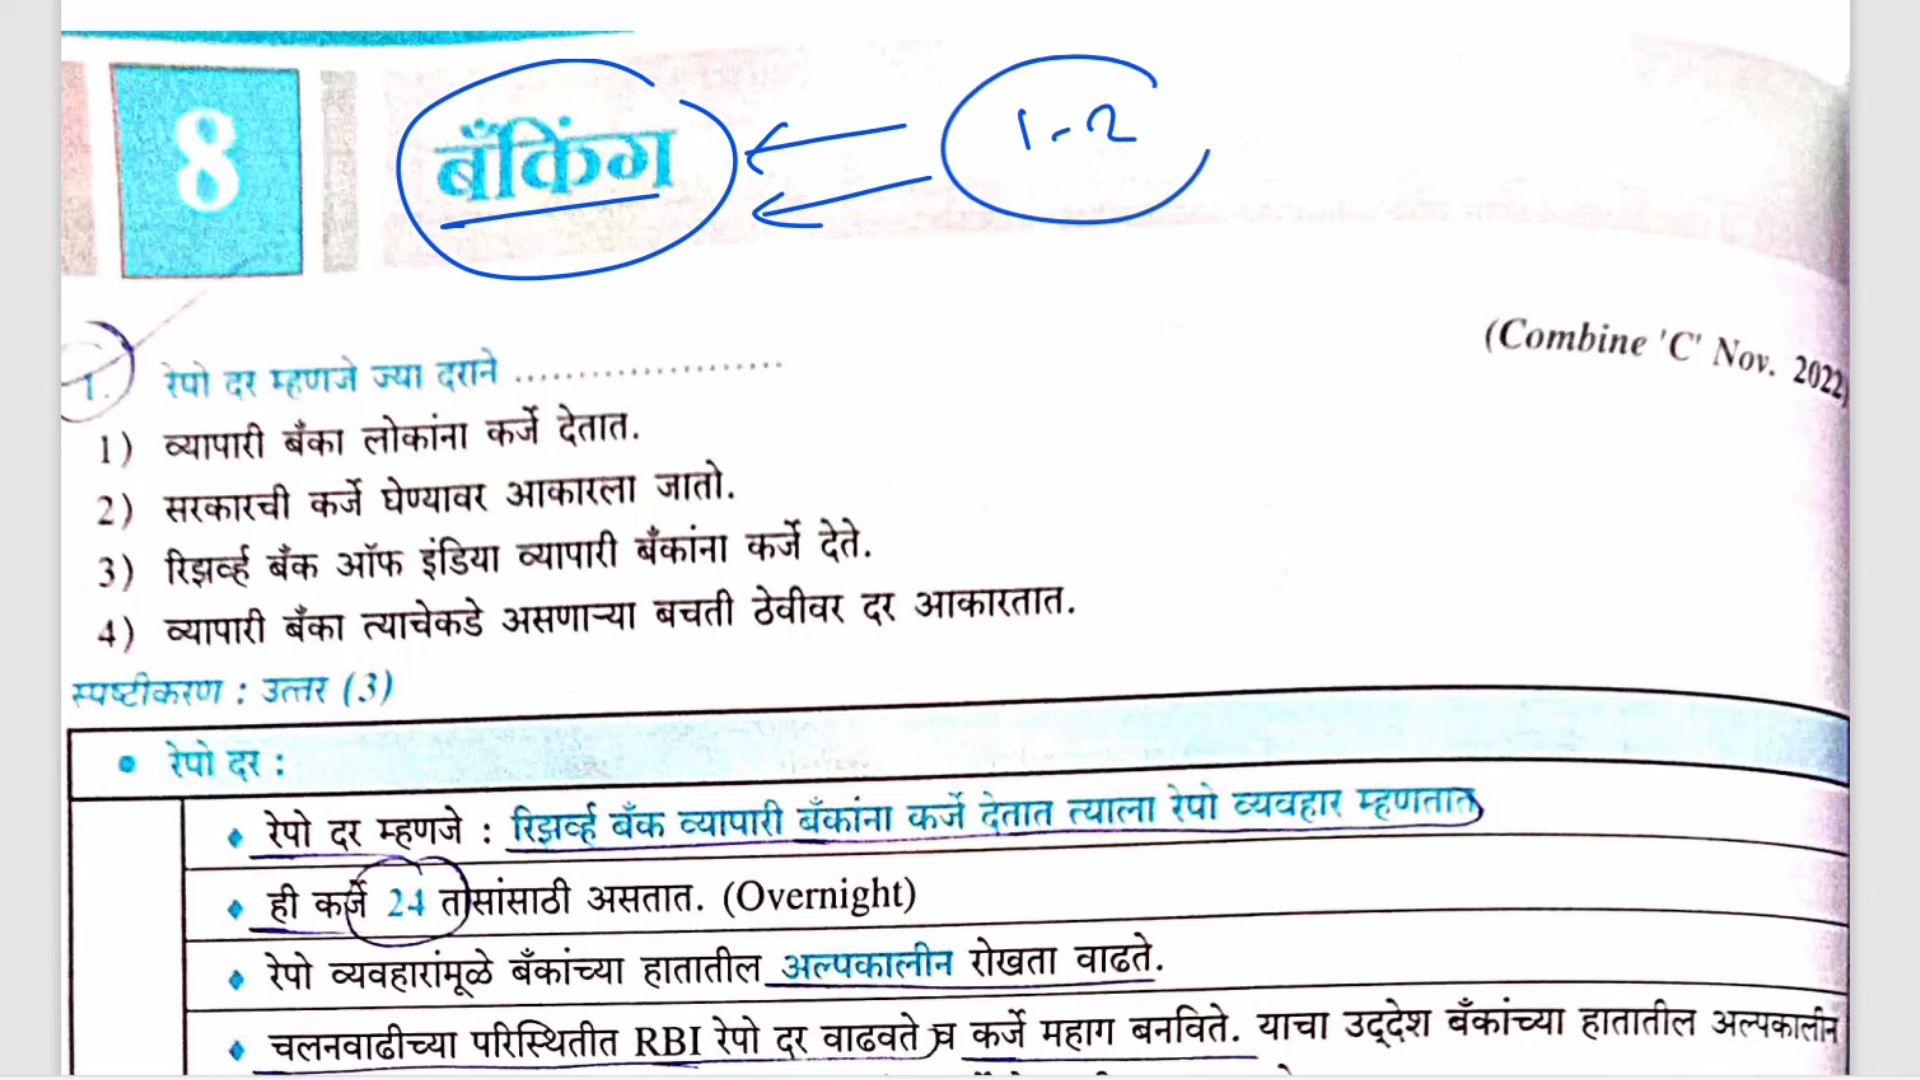 8
बँकिंग
1-2
(Combine 'C' Nov. 2022)
1. रेपो दर म्हणजे ज्या दराने .....................
1) व्यापारी बँका लोकांना कर्जे देतात.
2) सरकारची कर्जे घेण्यावर आकारला जातो.
3) रिझर्व्ह बँक ऑफ इंडिया व्यापारी बँकांना कर्जे देते.
4) व्यापारी बँका त्याचेकडे असणाऱ्या बचती ठेवीवर दर आकारतात.
स्पष्टीकरण : उत्तर (3)
• रेपो दर :
♦ रेपो दर म्हणजे : रिझर्व्ह बँक व्यापारी बँकांना कर्जे देतात त्याला रेपो व्यवहार म्हणतात
♦ ही कर्जे 24 तासांसाठी असतात. (Overnight)
♦ रेपो व्यवहारांमूळे बँकांच्या हातातील अल्पकालीन रोखता वाढते.
♦ चलनवाढीच्या परिस्थितीत RBI रेपो दर वाढवते व कर्जे महाग बनविते. याचा उद्देश बँकांच्या हातातील अल्पकालीन